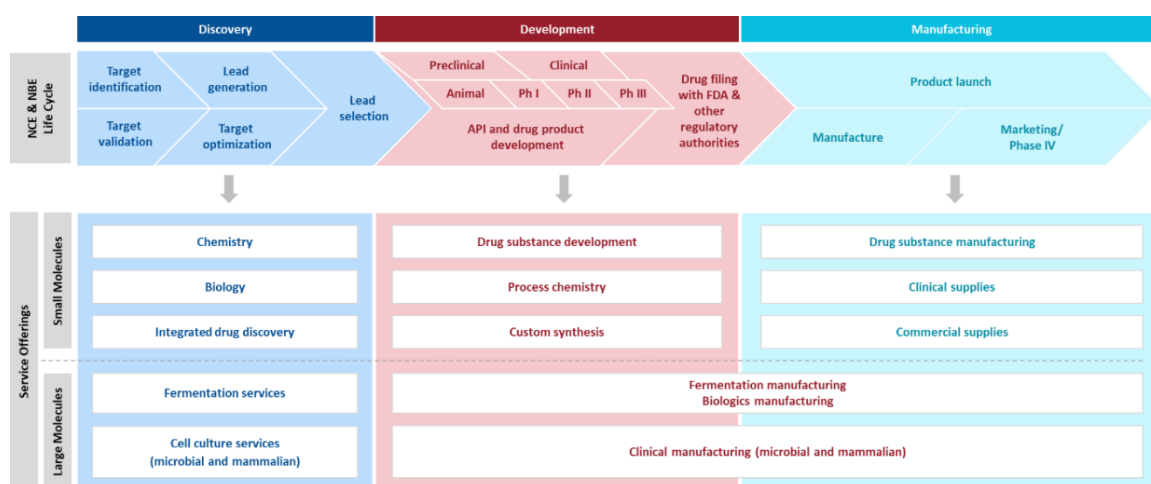 Discovery
Development
Manufacturing
NCE & NBE
Life Cycle
Target
identification
Lead
generation
Target
validation
Target
optimization
Lead
selection
Preclinical
Clinical
Animal
Ph I
Ph II
Ph III
API and drug product
development
Drug filing
with FDA &
other
regulatory
authorities
Product launch
Manufacture
Marketing/
Phase IV
Service Offerings
Small Molecules
Chemistry
Drug substance development
Drug substance manufacturing
Biology
Process chemistry
Clinical supplies
Integrated drug discovery
Custom synthesis
Commercial supplies
Large Molecules
Fermentation services
Fermentation manufacturing
Biologics manufacturing
Cell culture services
(microbial and mammalian)
Clinical manufacturing (microbial and mammalian)